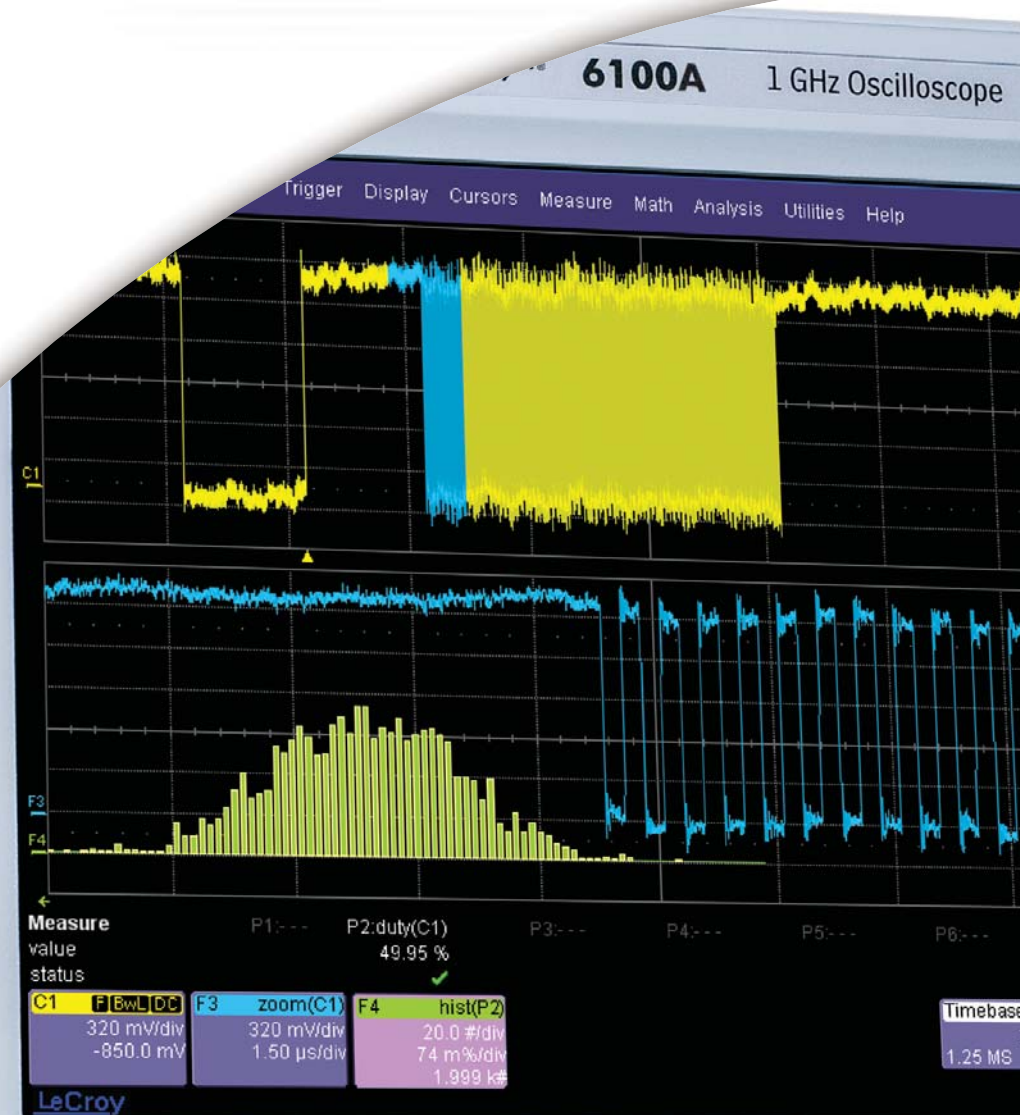 6100A 1 GHz Oscilloscope
Trigger Display Cursors Measure Math Analysis Utilities Help
C1
F3
F4
Measure P1:- - - P2:duty(C1) P3:- - - P4:- - - P5:- - - P6:- - -
value 49.95 %
status
C1 F BwL DC F3 zoom(C1) F4 hist(P2) Timebase
320 mV/div 320 mV/div 20.0 #/div
-850.0 mV 1.50 µs/div 74 m%/div 1.25 MS
1.999 k#
LeCroy